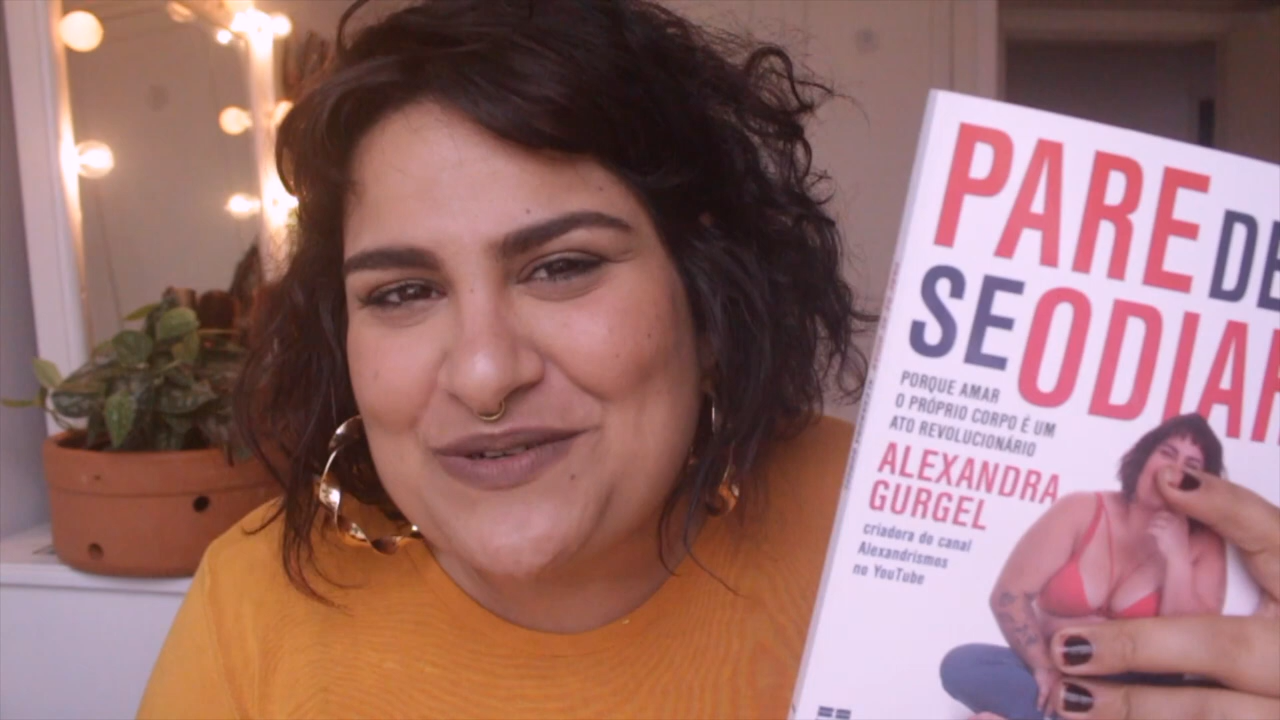 PARE DE
SE ODIAR
PORQUE AMAR
O PRÓPRIO CORPO É UM
ATO REVOLUCIONÁRIO
ALEXANDRA
GURGEL
criadora do canal
Alexandrismos
no YouTube